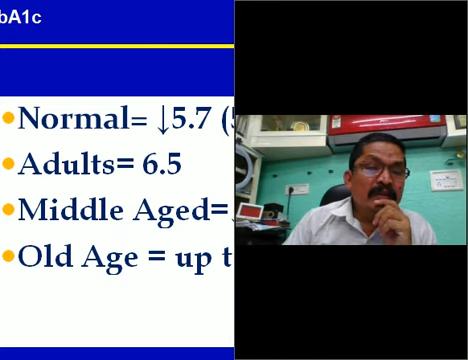 bA1c
•Normal= ↓5.7 (
•Adults= 6.5
•Middle Aged=
•Old Age = up t